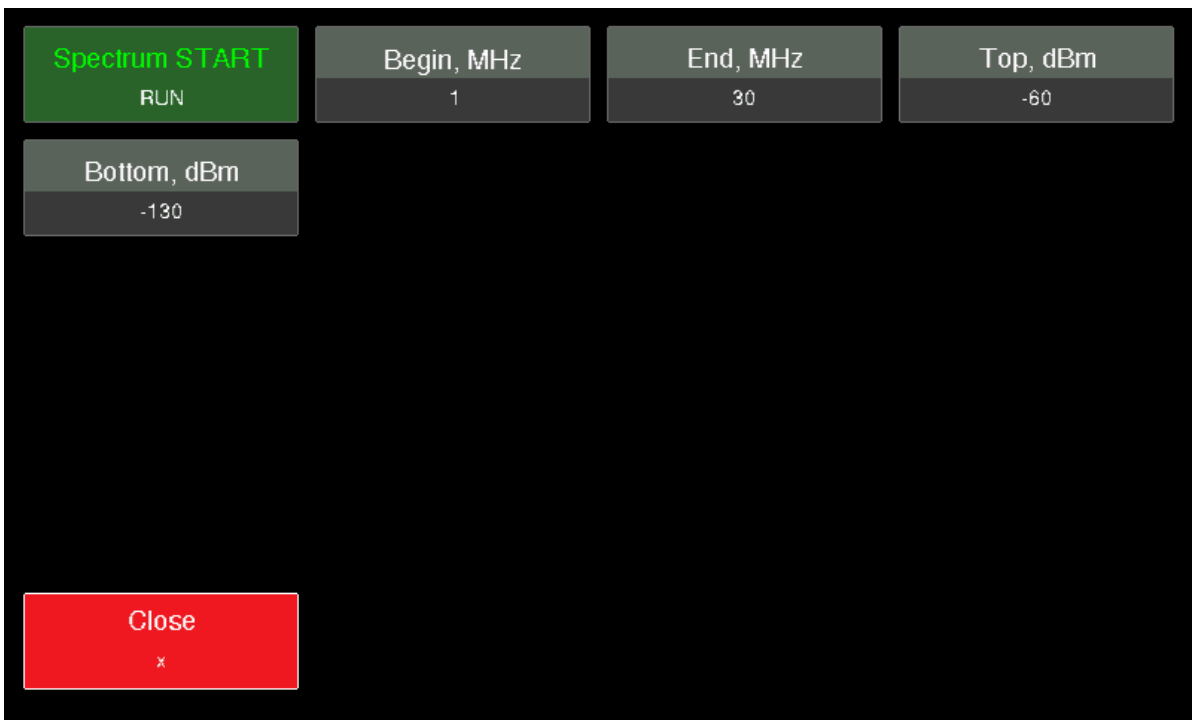 Spectrum START
RUN
Begin, MHz
1
End, MHz
30
Top, dBm
-60
Bottom, dBm
-130
Close
x